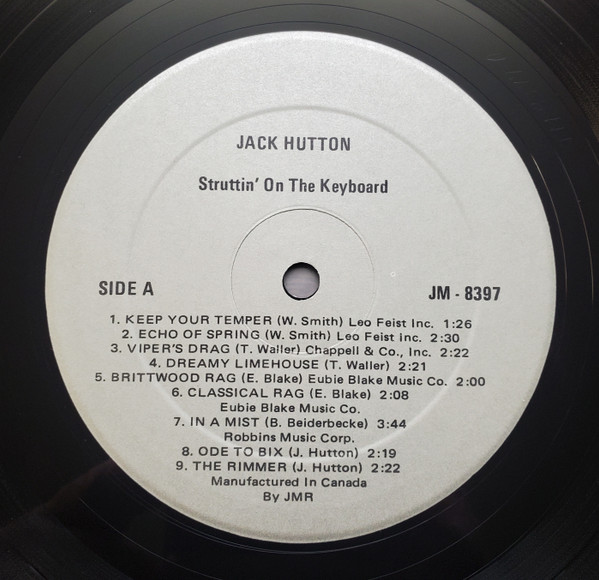 JACK HUTTON
Struttin' On The Keyboard
SIDE A
JM - 8397
1. KEEP YOUR TEMPER (W. Smith) Leo Feist Inc. 1:26
2. ECHO OF SPRING (W. Smith) Leo Feist Inc. 2:30
3. VIPER'S DRAG (T. Waller) Chappell & Co., Inc. 2:22
4. DREAMY LIMEHOUSE (T. Waller) 2:21
5. BRITTWOOD RAG (E. Blake) Eubie Blake Music Co. 2:00
6. CLASSICAL RAG (E. Blake) 2:08
Eubie Blake Music Co.
7. IN A MIST (B. Beiderbecke) 3:44
Robbins Music Corp.
8. ODE TO BIX (J. Hutton) 2:19
9. THE RIMMER (J. Hutton) 2:22
Manufactured In Canada
By JMR